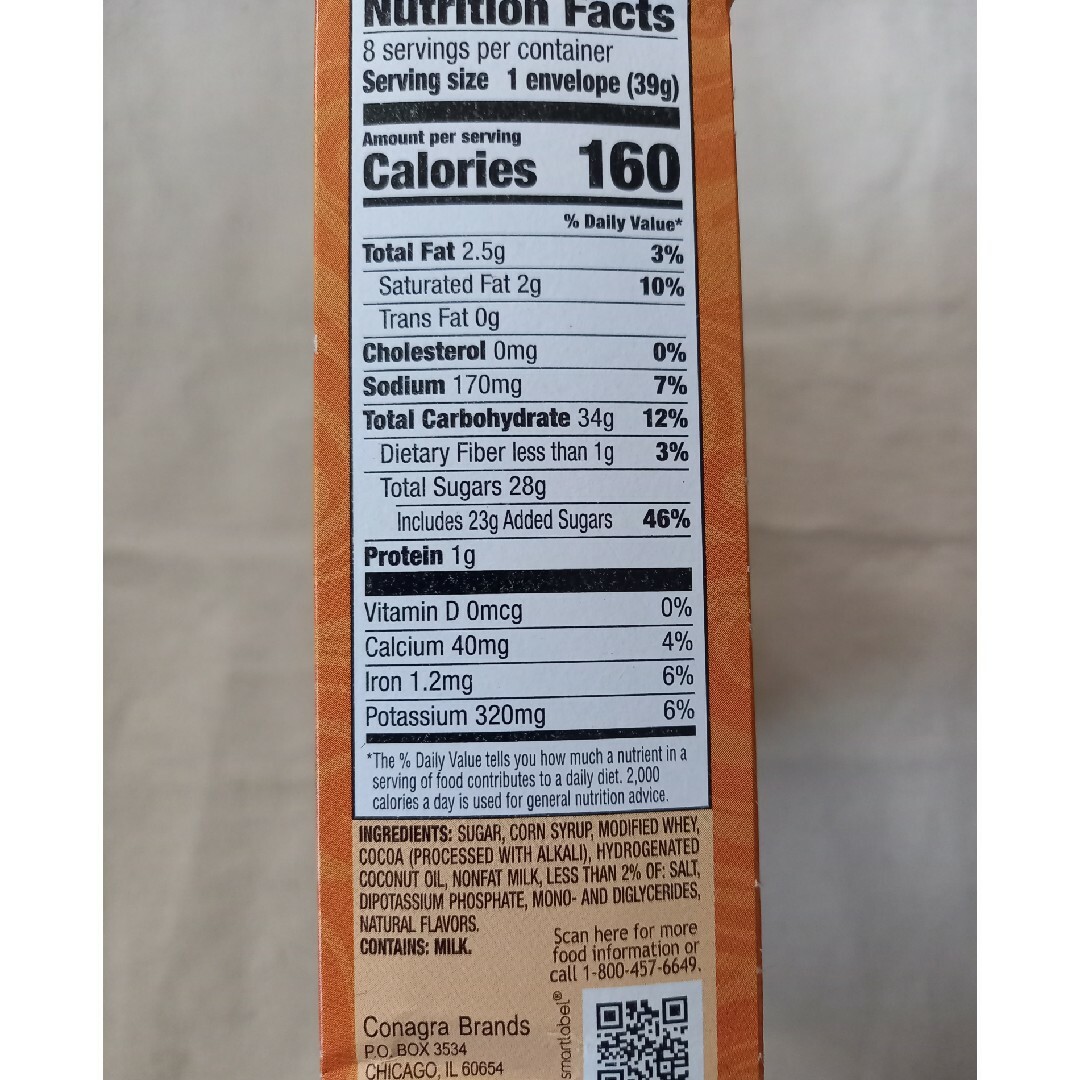 Nutrition Facts
8 servings per container
Serving size 1 envelope (39g)
Amount per serving
Calories 160
% Daily Value*
Total Fat 2.5g 3%
Saturated Fat 2g 10%
Trans Fat 0g
Cholesterol 0mg 0%
Sodium 170mg 7%
Total Carbohydrate 34g 12%
Dietary Fiber less than 1g 3%
Total Sugars 28g
Includes 23g Added Sugars 46%
Protein 1g
Vitamin D 0mcg 0%
Calcium 40mg 4%
Iron 1.2mg 6%
Potassium 320mg 6%
*The % Daily Value tells you how much a nutrient in a
serving of food contributes to a daily diet. 2,000
calories a day is used for general nutrition advice.
INGREDIENTS: SUGAR, CORN SYRUP, MODIFIED WHEY,
COCOA (PROCESSED WITH ALKALI), HYDROGENATED
COCONUT OIL, NONFAT MILK, LESS THAN 2% OF: SALT,
DIPOTASSIUM PHOSPHATE, MONO- AND DIGLYCERIDES,
NATURAL FLAVORS.
CONTAINS: MILK.
Scan here for more
food information or
call 1-800-457-6649.
smartlabel®
Conagra Brands
P.O. BOX 3534
CHICAGO, IL 60654